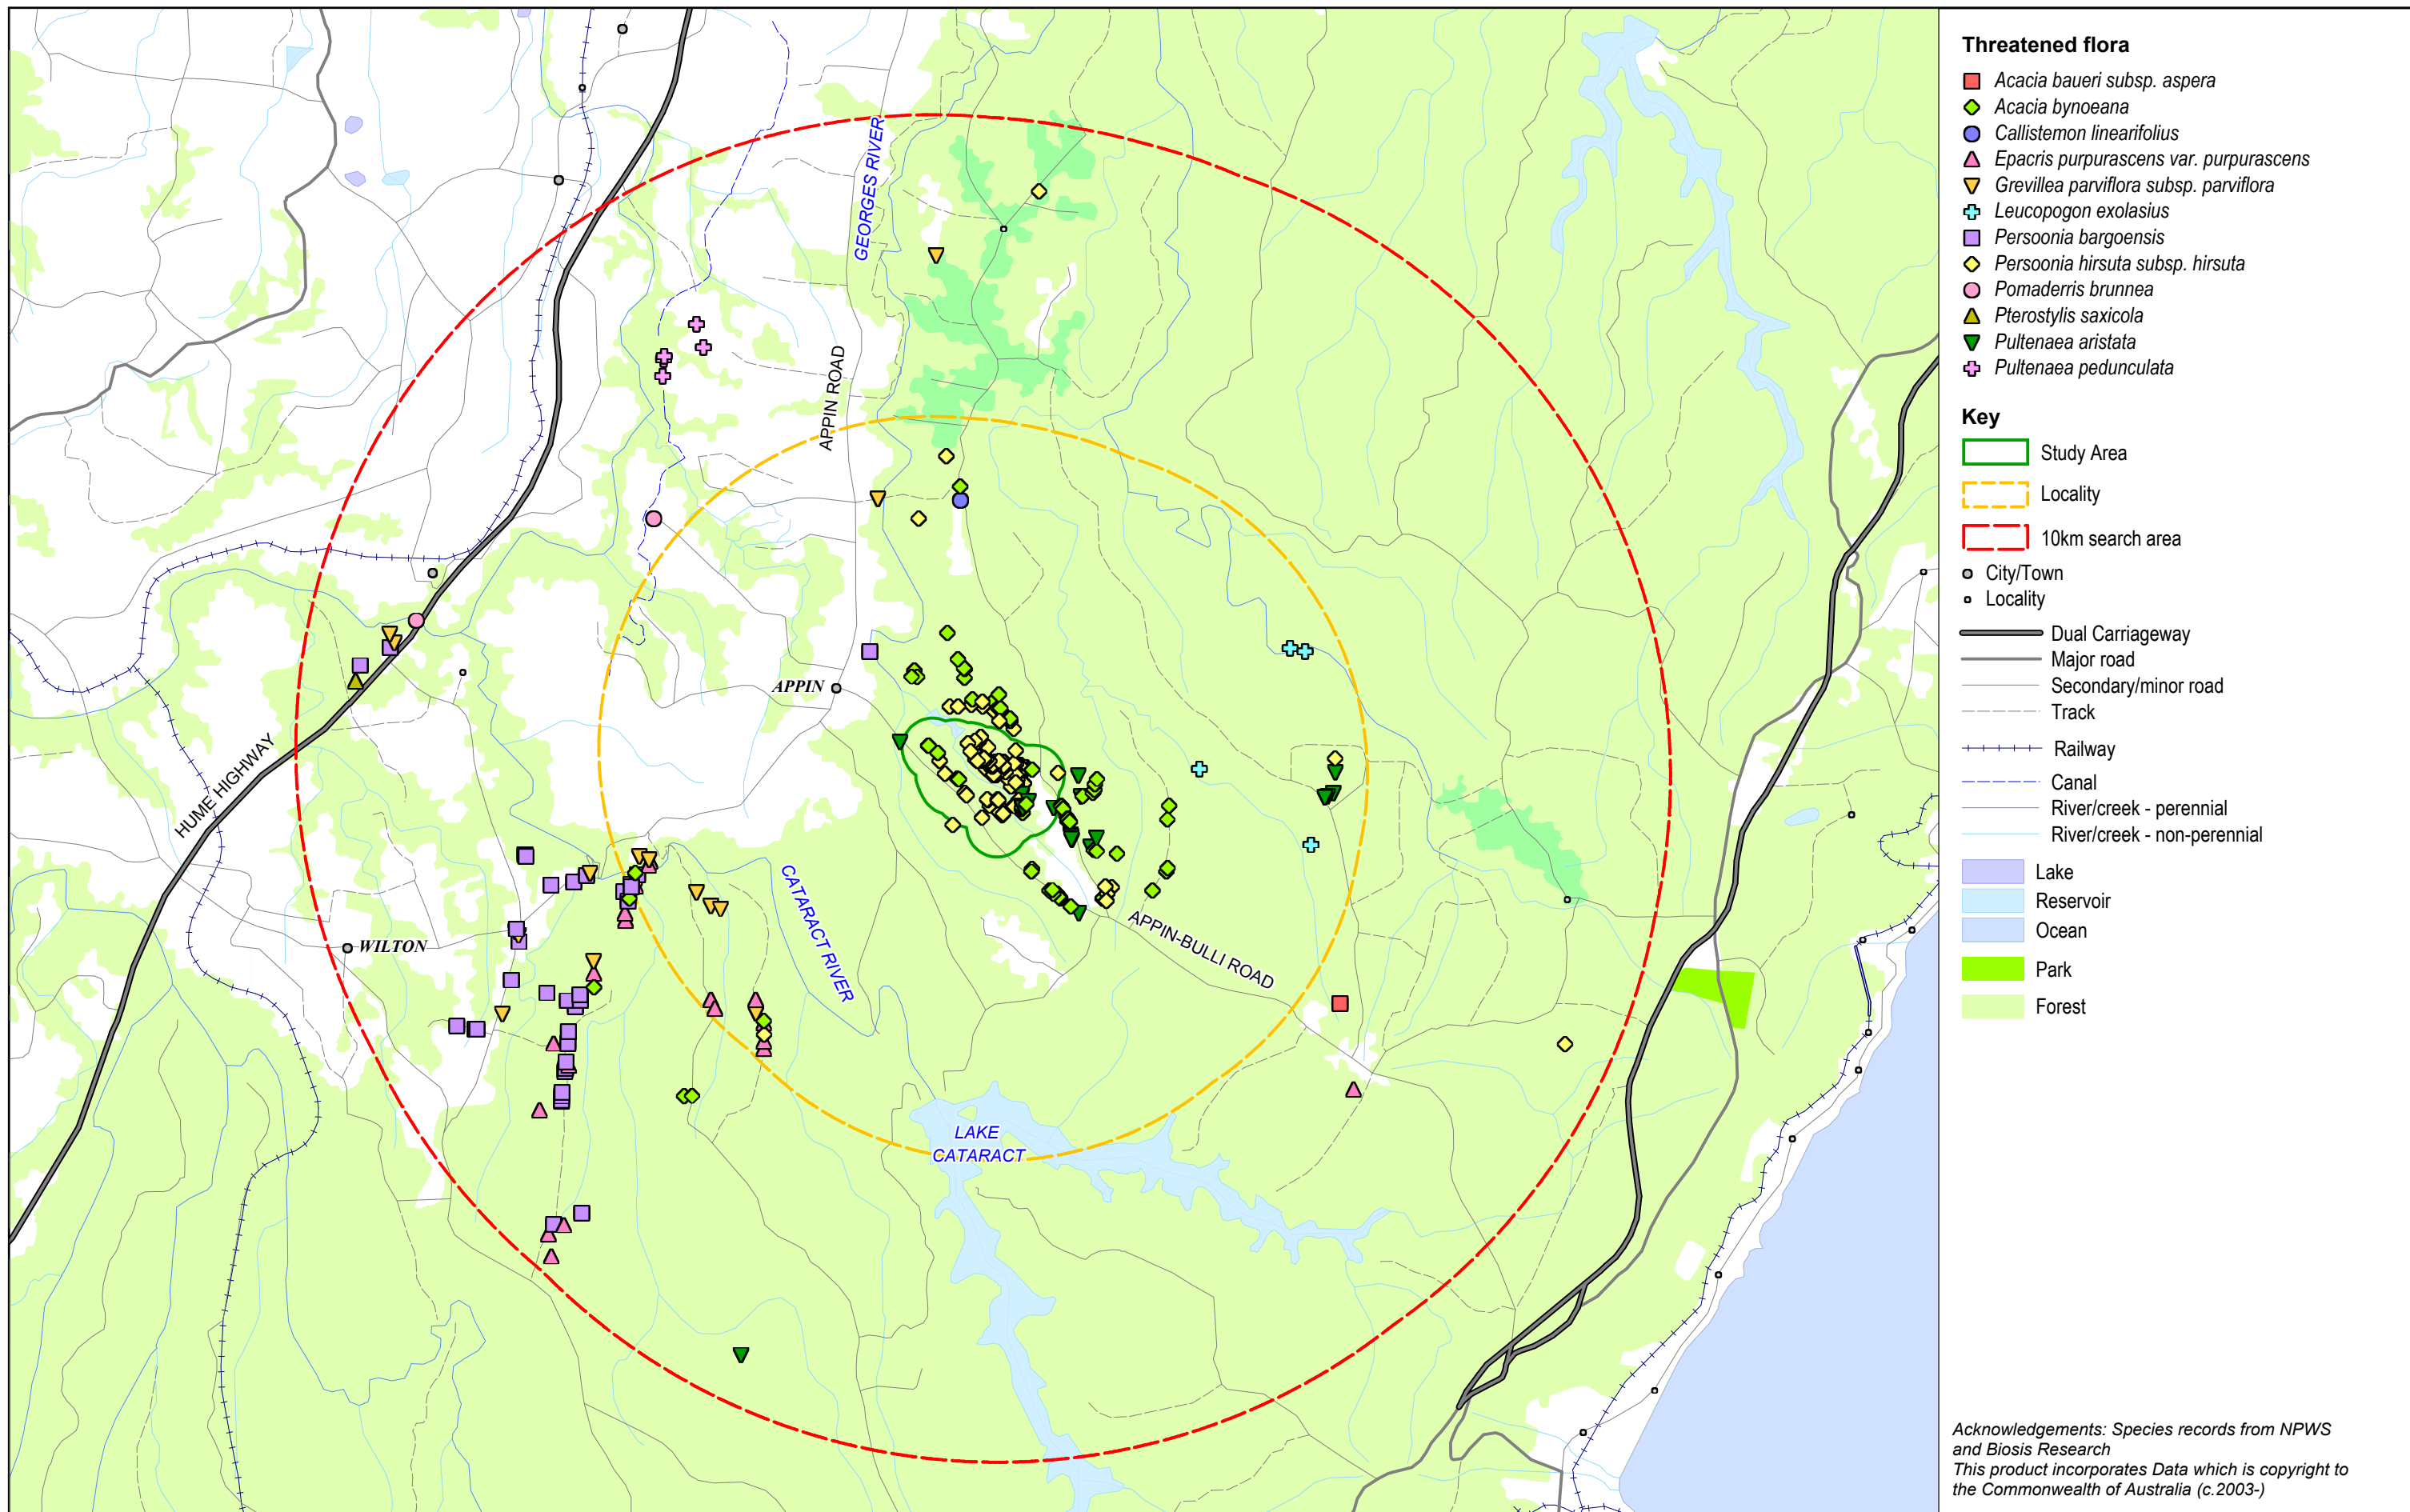 GEORGES RIVER
APPIN ROAD
APPIN
HUME HIGHWAY
CATARACT RIVER
APPIN-BULLI ROAD
WILTON
LAKE
CATARACT
Threatened flora
Acacia baueri subsp. aspera
Acacia bynoeana
Callistemon linearifolius
Epacris purpurascens var. purpurascens
Grevillea parviflora subsp. parviflora
Leucopogon exolasius
Persoonia bargoensis
Persoonia hirsuta subsp. hirsuta
Pomaderris brunnea
Pterostylis saxicola
Pultenaea aristata
Pultenaea pedunculata
Key
Study Area
Locality
10km search area
City/Town
Locality
Dual Carriageway
Major road
Secondary/minor road
Track
Railway
Canal
River/creek - perennial
River/creek - non-perennial
Lake
Reservoir
Ocean
Park
Forest
Acknowledgements: Species records from NPWS
and Biosis Research
This product incorporates Data which is copyright to
the Commonwealth of Australia (c.2003-)